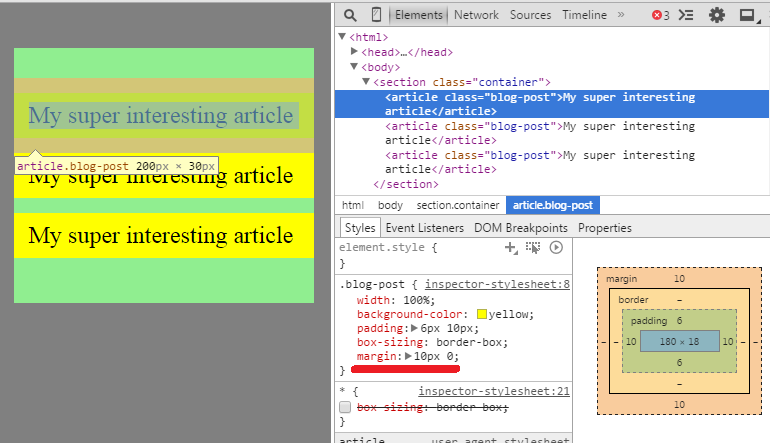 My super interesting article
article.blog-post 200px × 30px
My super interesting article
My super interesting article
Elements Network Sources Timeline » 3
▼<html>
▶<head>…</head>
▼<body>
▼<section class="container">
<article class="blog-post">My super interesting
article</article>
<article class="blog-post">My super interesting
article</article>
<article class="blog-post">My super interesting
article</article>
</section>
html body section.container article.blog-post
Styles Event Listeners DOM Breakpoints Properties
element.style {
}
.blog-post { inspector-stylesheet:8
width: 100%;
background-color: yellow;
padding:▶6px 10px;
box-sizing: border-box;
margin:▶10px 0;
}
* { inspector-stylesheet:21
box-sizing: border-box;
}
article user agent stylesheet
margin 10
border –
padding 6
– – 10 180 × 18 10 – –
6
–
10